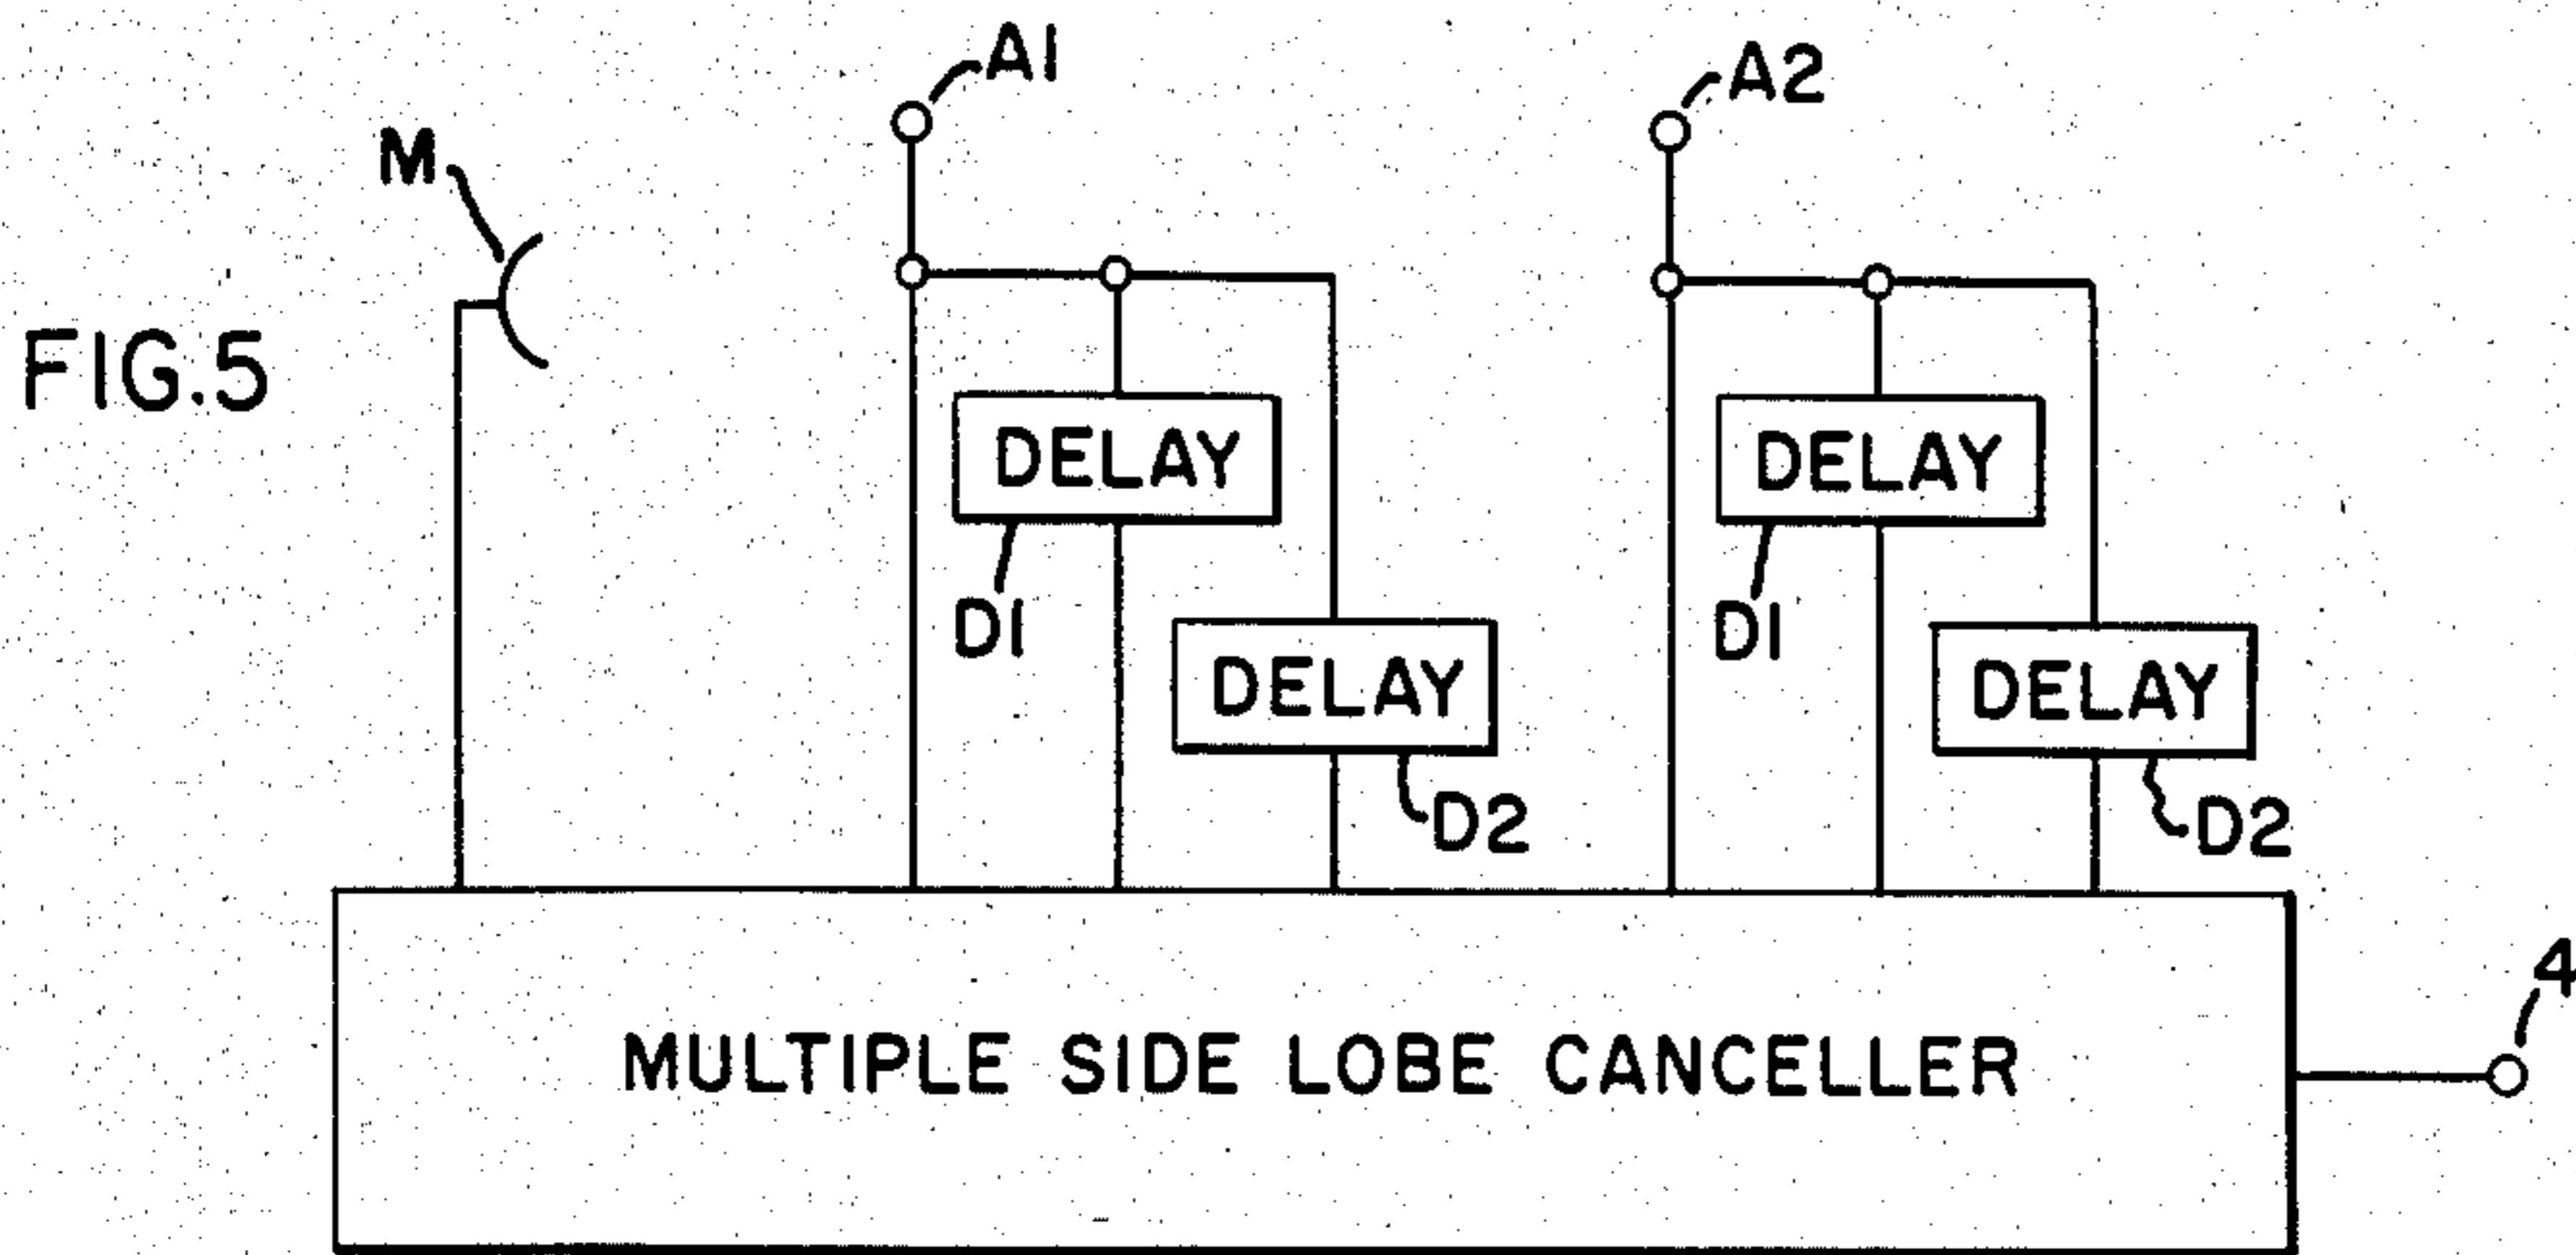 A1
A2
M
FIG.5
DELAY
DELAY
D1
D1
DELAY
DELAY
D2
D2
4
MULTIPLE SIDE LOBE CANCELLER